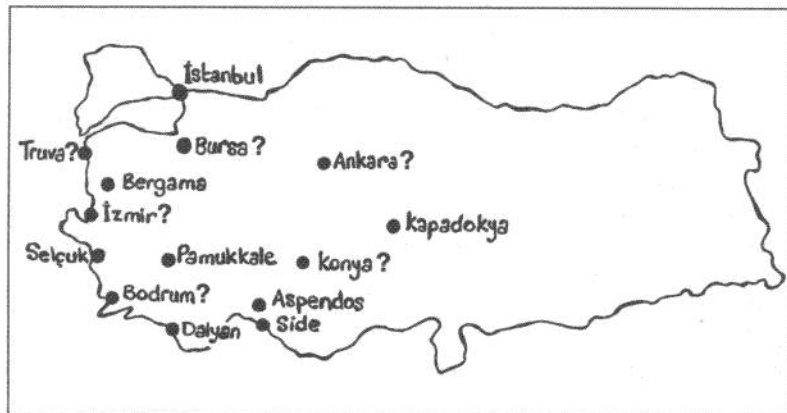 İstanbul
Truva?
Bursa?
Ankara?
Bergama
İzmir?
Kapadokya
Selçuk
Pamukkale
Konya?
Bodrum?
Aspendos
Side
Dalyan